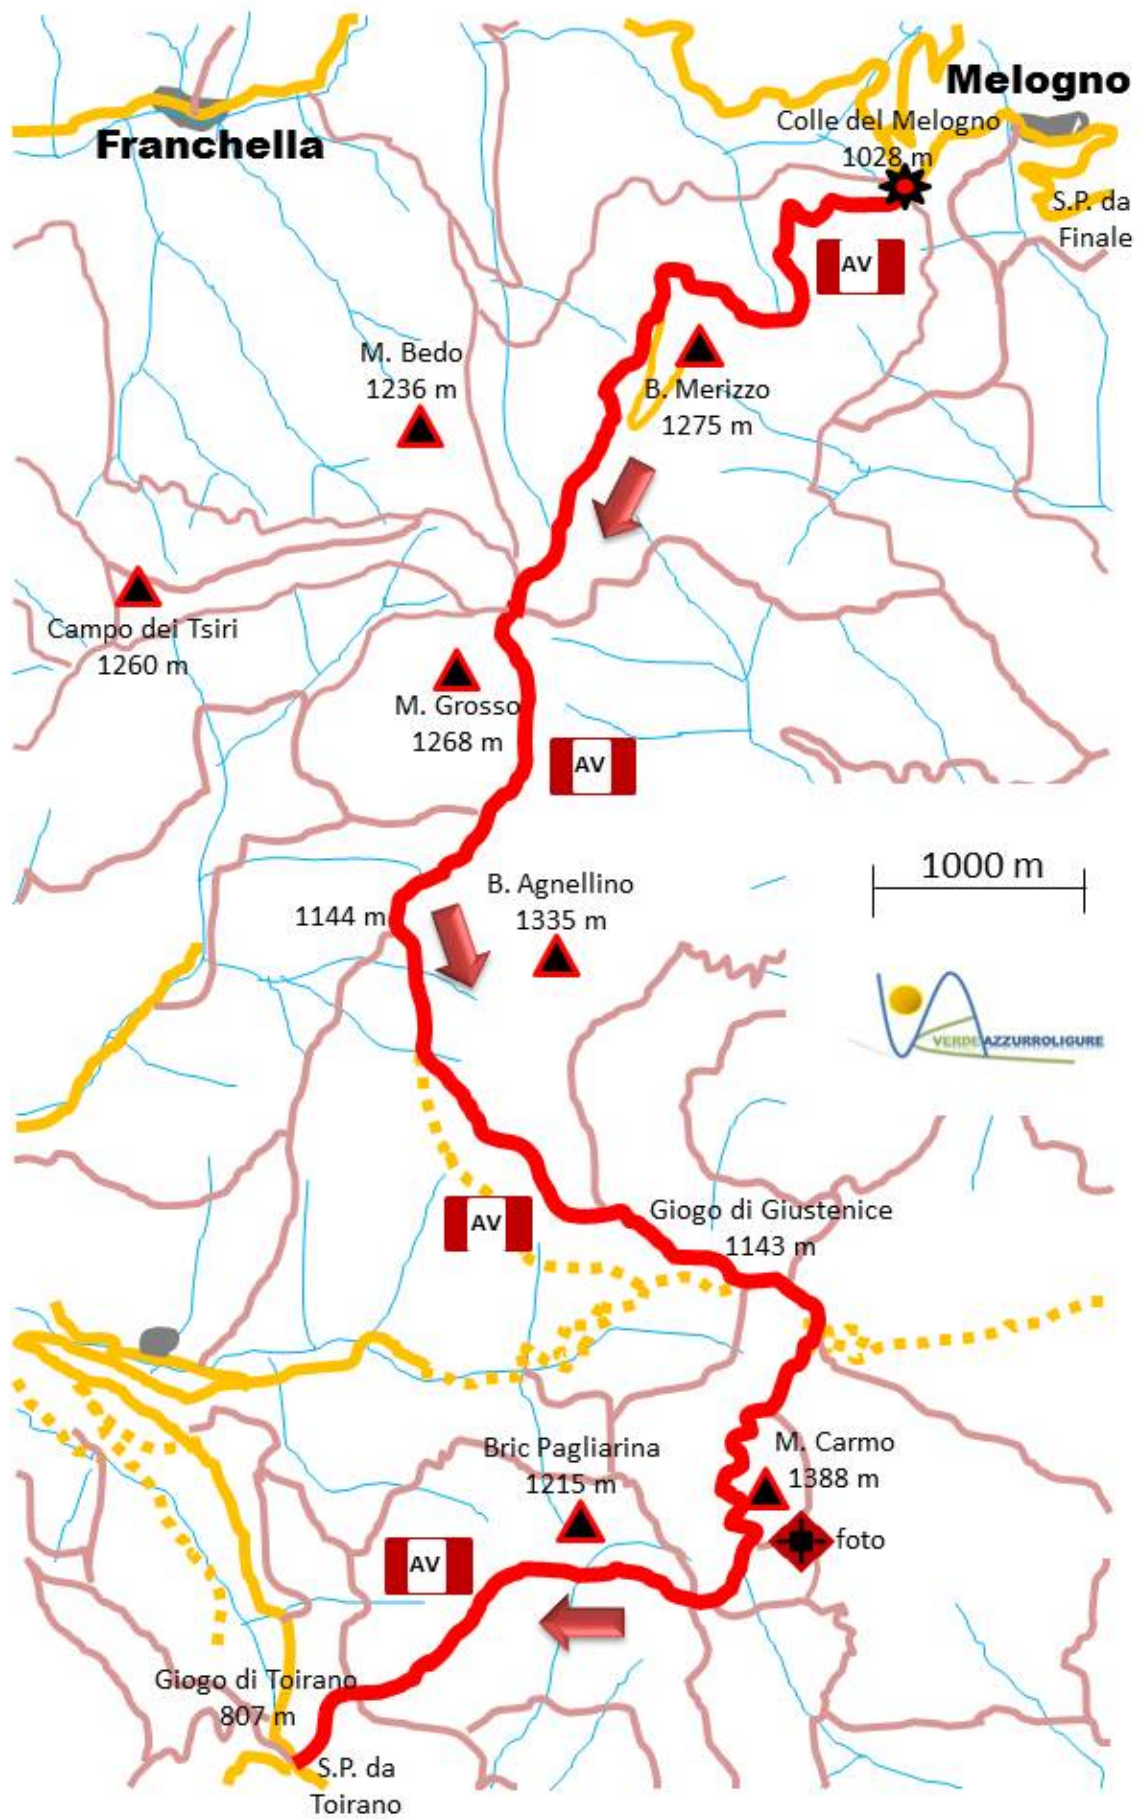 Melogno
Franchella
Colle del Melogno
1028 m
S.P. da
Finale
AV
M. Bedo
1236 m
B. Merizzo
1275 m
Campo dei Tsiri
1260 m
M. Grosso
1268 m
AV
1000 m
B. Agnellino
1335 m
1144 m
VERDEAZZURROLIGURE
Giogo di Giustenice
1143 m
AV
M. Carmo
1388 m
Bric Pagliarina
1215 m
foto
AV
Giogo di Toirano
807 m
S.P. da
Toirano